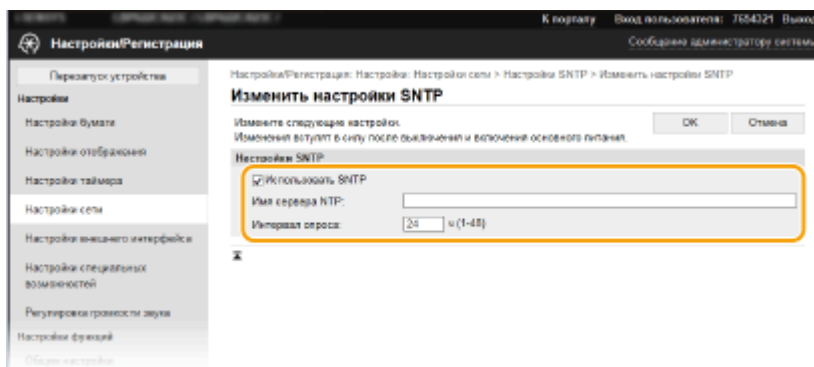 К порталу Вход пользователя: 7654321 Выход
Настройки/Регистрация
Сообщение администратору системы
Перезапуск устройства
Настройки
Настройки бумаги
Настройки отображения
Настройки таймера
Настройки сети
Настройки внешнего интерфейса
Настройки специальных
возможностей
Регулировка громкости звука
Настройки функций
Общие настройки
Настройки/Регистрация: Настройки: Настройки сети > Настройки SNTP > Изменить настройки SNTP
Изменить настройки SNTP
Измените следующие настройки.
Изменения вступят в силу после выключения и включения основного питания.
OK Отмена
Настройки SNTP
Использовать SNTP
Имя сервера NTP:
Интервал опроса: 24 ч (1-48)